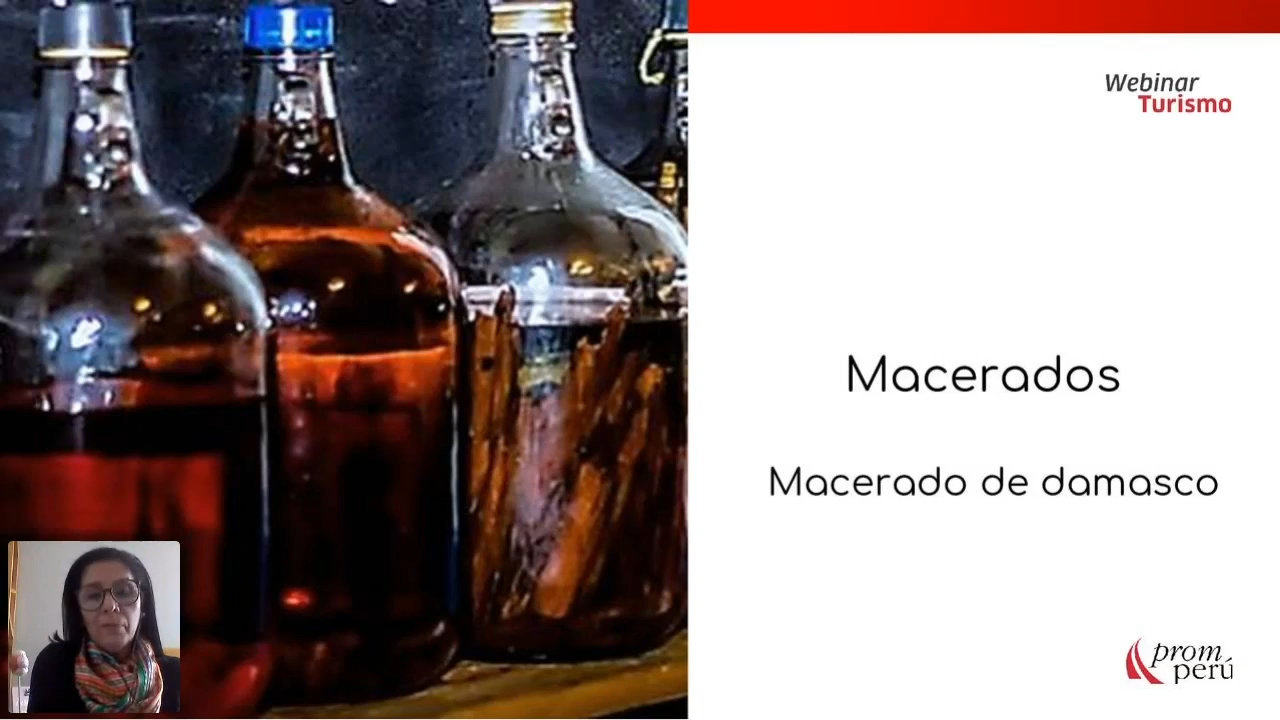 Webinar
Turismo
Macerados
Macerado de damasco
prom
perú